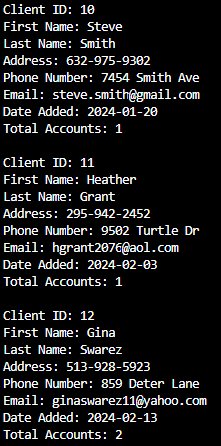 Client ID: 10
First Name: Steve
Last Name: Smith
Address: 632-975-9302
Phone Number: 7454 Smith Ave
Email: steve.smith@gmail.com
Date Added: 2024-01-20
Total Accounts: 1

Client ID: 11
First Name: Heather
Last Name: Grant
Address: 295-942-2452
Phone Number: 9502 Turtle Dr
Email: hgrant2076@aol.com
Date Added: 2024-02-03
Total Accounts: 1

Client ID: 12
First Name: Gina
Last Name: Swarez
Address: 513-928-5923
Phone Number: 859 Deter Lane
Email: ginaswarez11@yahoo.com
Date Added: 2024-02-13
Total Accounts: 2